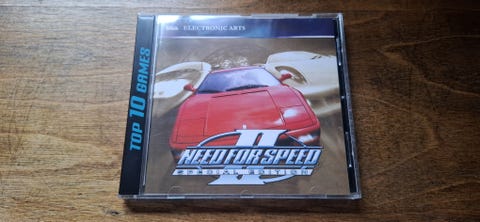 ELECTRONIC ARTS
TOP 10 GAMES
II
NEED FOR SPEED
SPECIAL EDITION